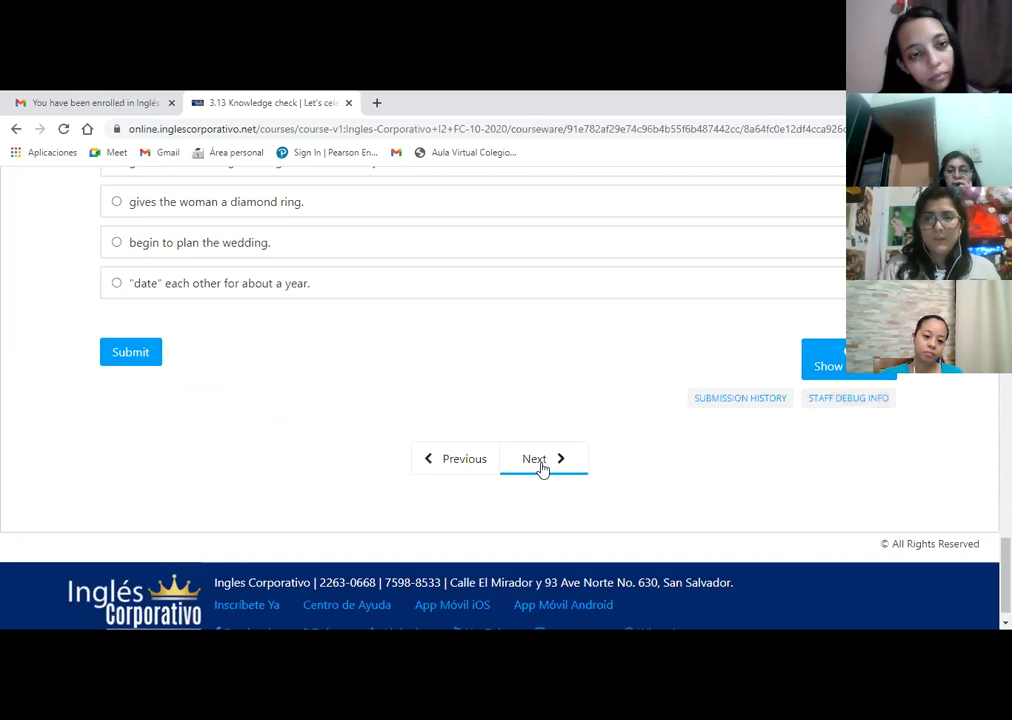 You have been enrolled in Inglés
3.13 Knowledge check | Let's cel
online.inglescorporativo.net/courses/course-v1:Ingles-Corporativo+I2+FC-10-2020/courseware/91e782af29e74c96b4b55f6b487442cc/8a64fc0e12df4cca926c
Aplicaciones Meet Gmail Área personal Sign In | Pearson En... Aula Virtual Colegio...
gives the woman a diamond ring.
begin to plan the wedding.
"date" each other for about a year.
Submit
Show
SUBMISSION HISTORY STAFF DEBUG INFO
Previous Next
© All Rights Reserved
Inglés Corporativo
Ingles Corporativo | 2263-0668 | 7598-8533 | Calle El Mirador y 93 Ave Norte No. 630, San Salvador.
Inscríbete Ya Centro de Ayuda App Móvil iOS App Móvil Android